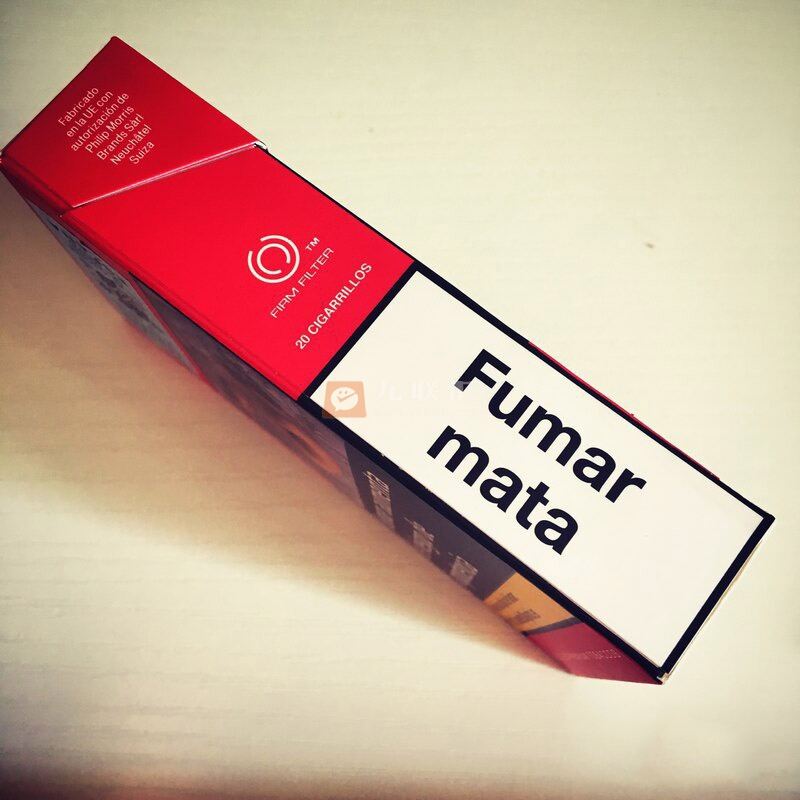 Fabricado
en la UE con
autorización de
Philip Morris
Brands Sàrl
Neuchâtel
Suiza
TM
FIRM FILTER
20 CIGARRILLOS
Fumar
mata